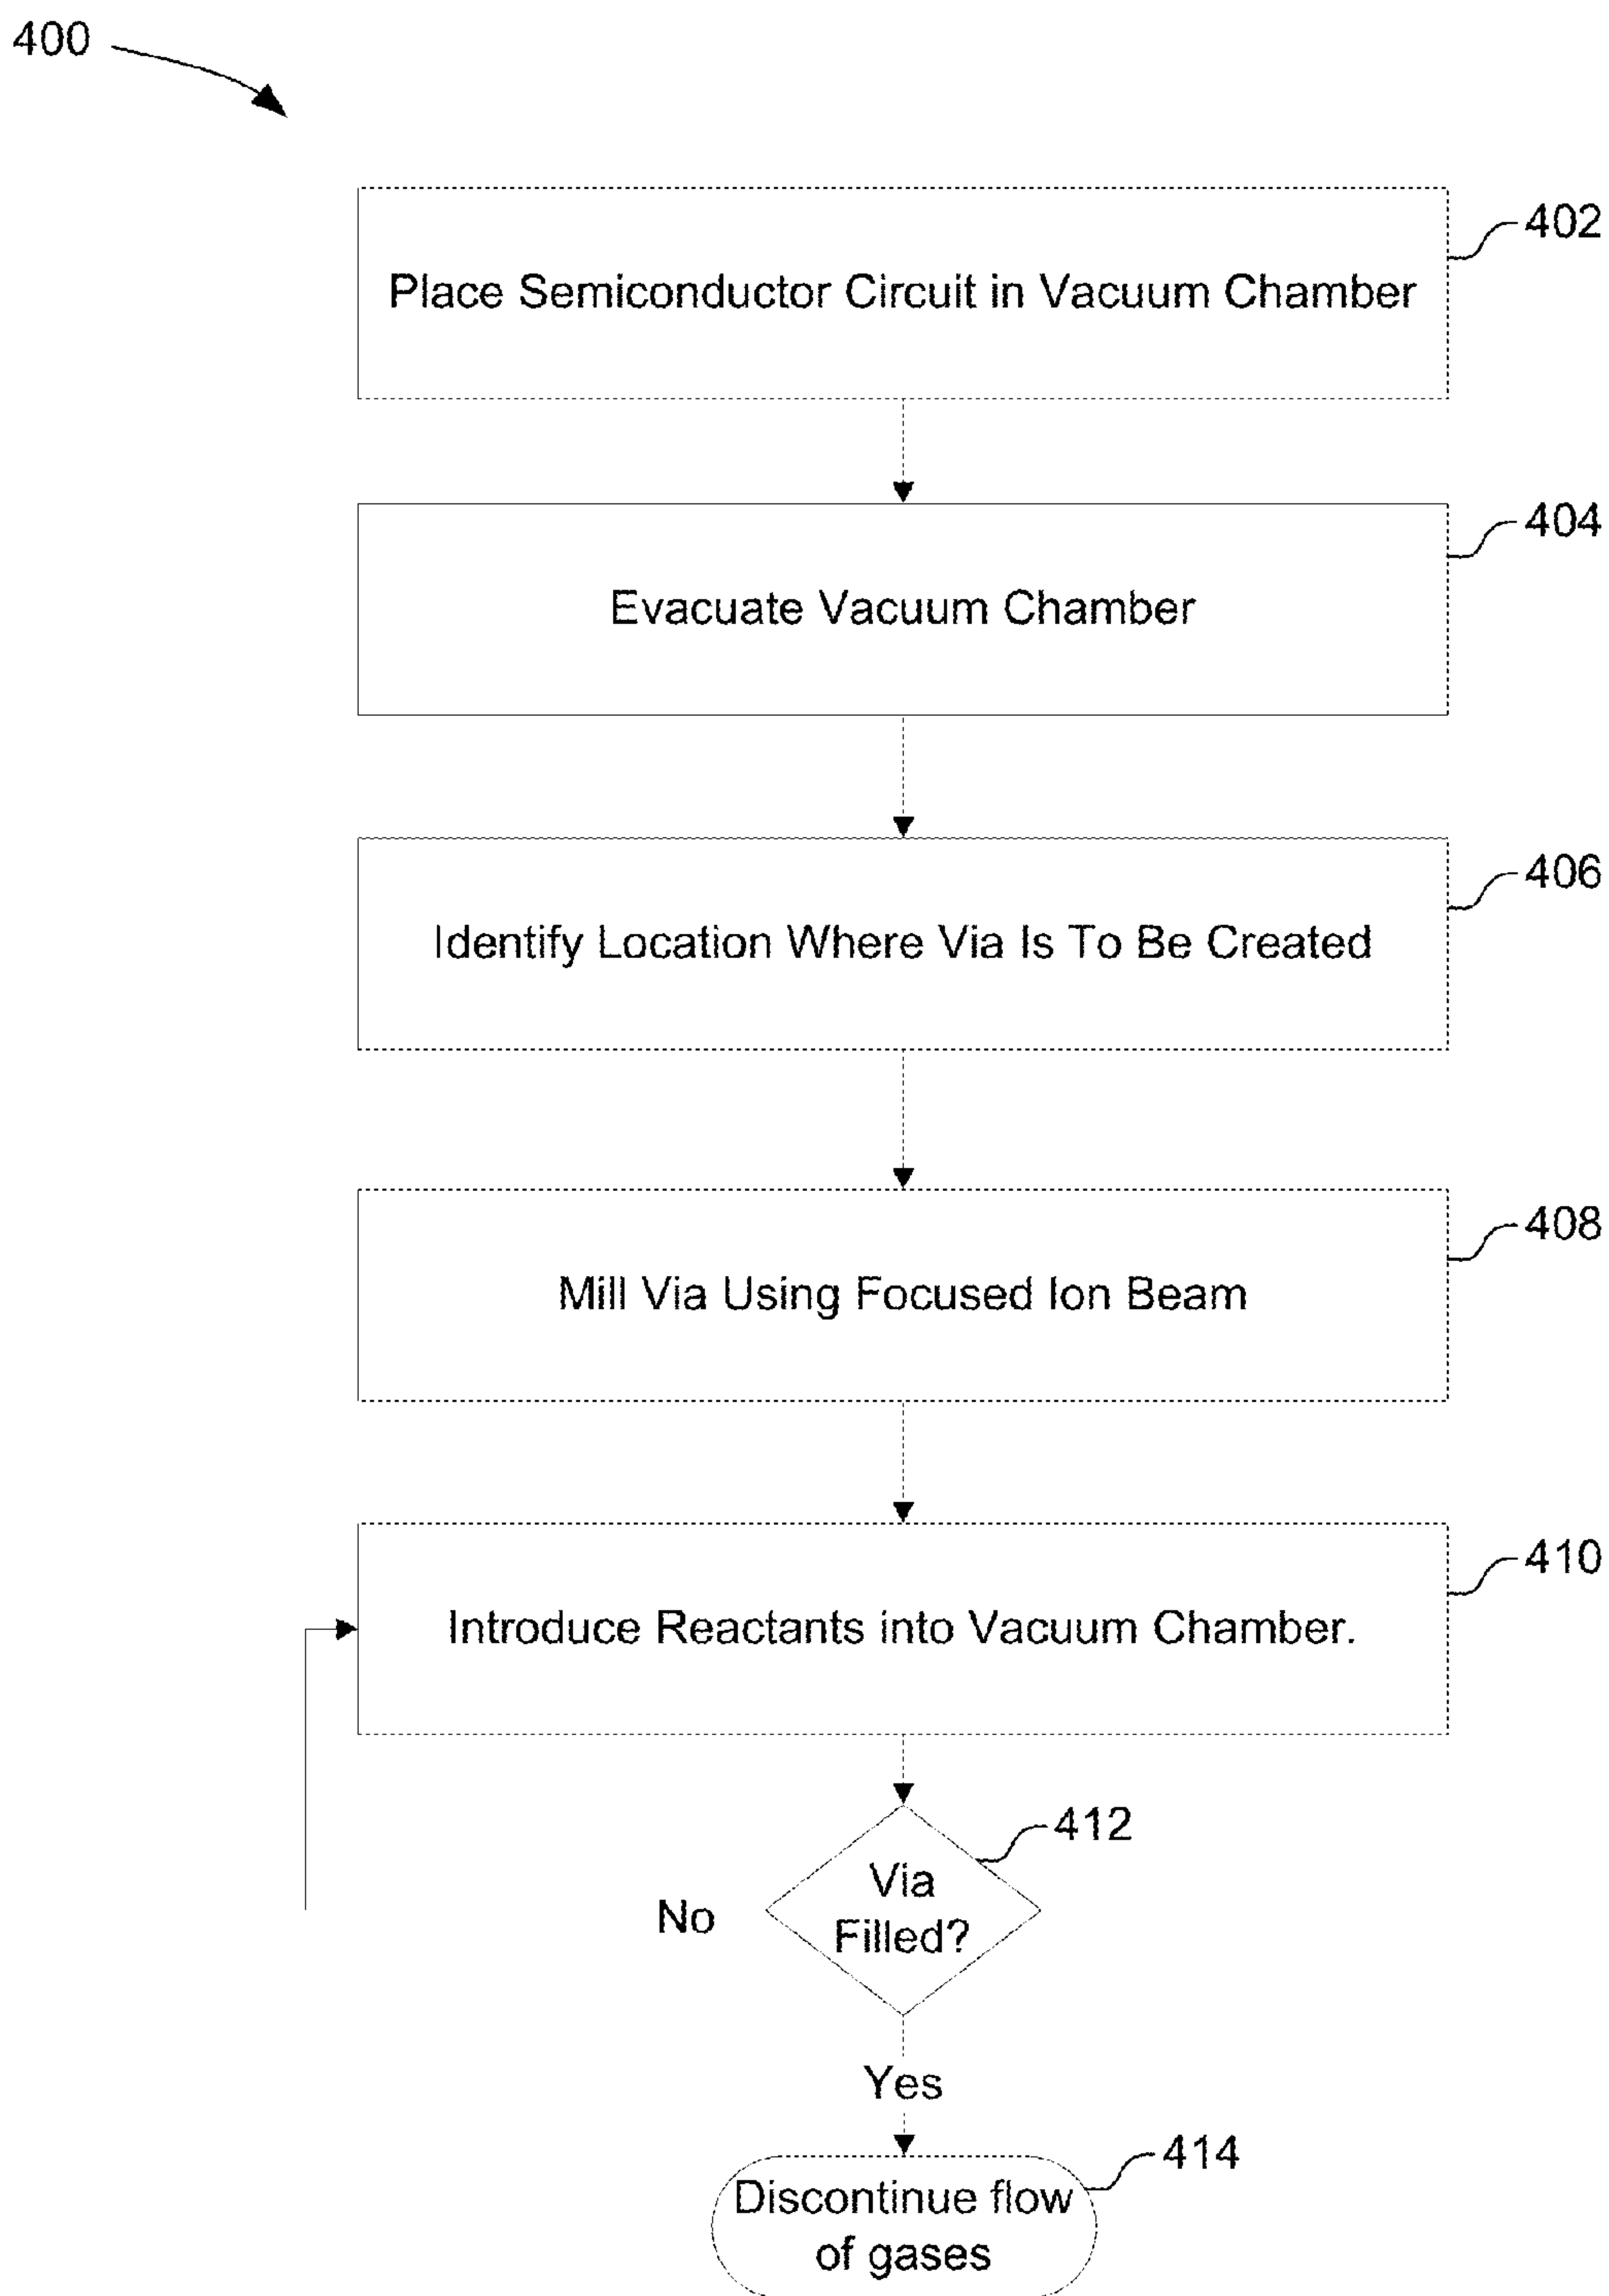 400
402
Place Semiconductor Circuit in Vacuum Chamber
404
Evacuate Vacuum Chamber
406
Identify Location Where Via Is To Be Created
408
Mill Via Using Focused Ion Beam
410
Introduce Reactants into Vacuum Chamber.
412
Via
Filled?
No
Yes
414
Discontinue flow
of gases